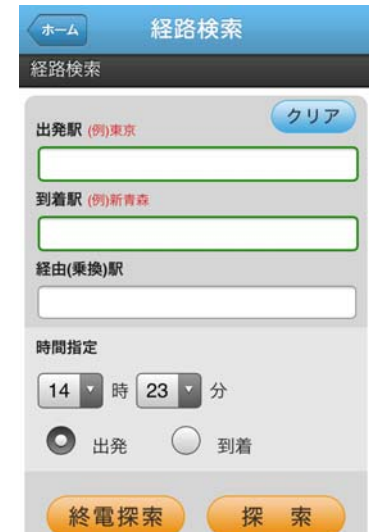 ホーム 経路検索
経路検索
クリア
出発駅 (例)東京
到着駅 (例)新青森
経由(乗換)駅
時間指定
14 時 23 分
出発 到着
終電探索 探 索